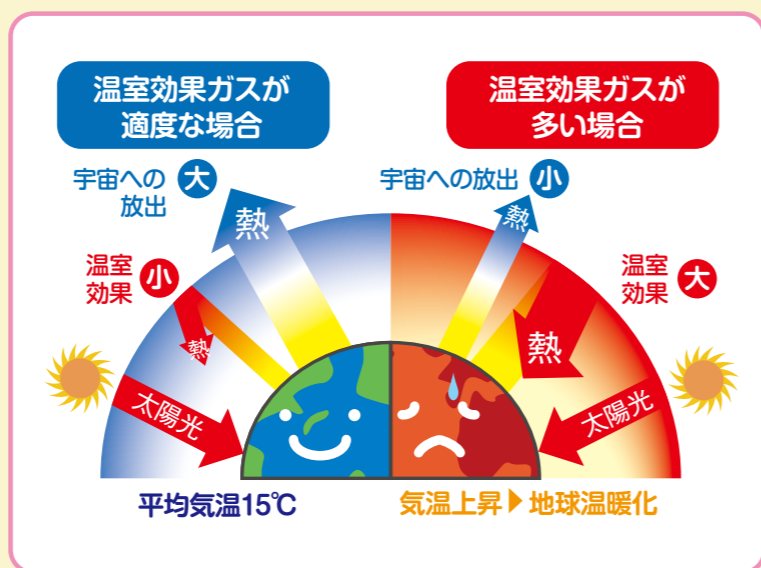 温室効果ガスが
適度な場合
温室効果ガスが
多い場合
宇宙への
放出
大
熱
宇宙への放出 小
熱
温室
効果
小
熱
温室
効果
大
熱
太陽光
太陽光
平均気温15℃
気温上昇▶地球温暖化